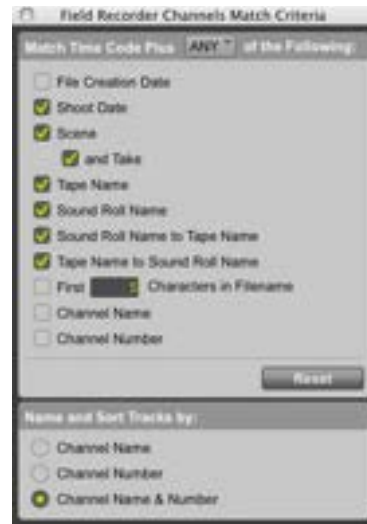 Field Recorder Channels Match Criteria
Match Time Code Plus ANY of the Following:
File Creation Date
Shoot Date
Scene
and Take
Tape Name
Sound Roll Name
Sound Roll Name to Tape Name
Tape Name to Sound Roll Name
First Characters in Filename
Channel Name
Channel Number
Reset
Name and Sort Tracks by:
Channel Name
Channel Number
Channel Name & Number